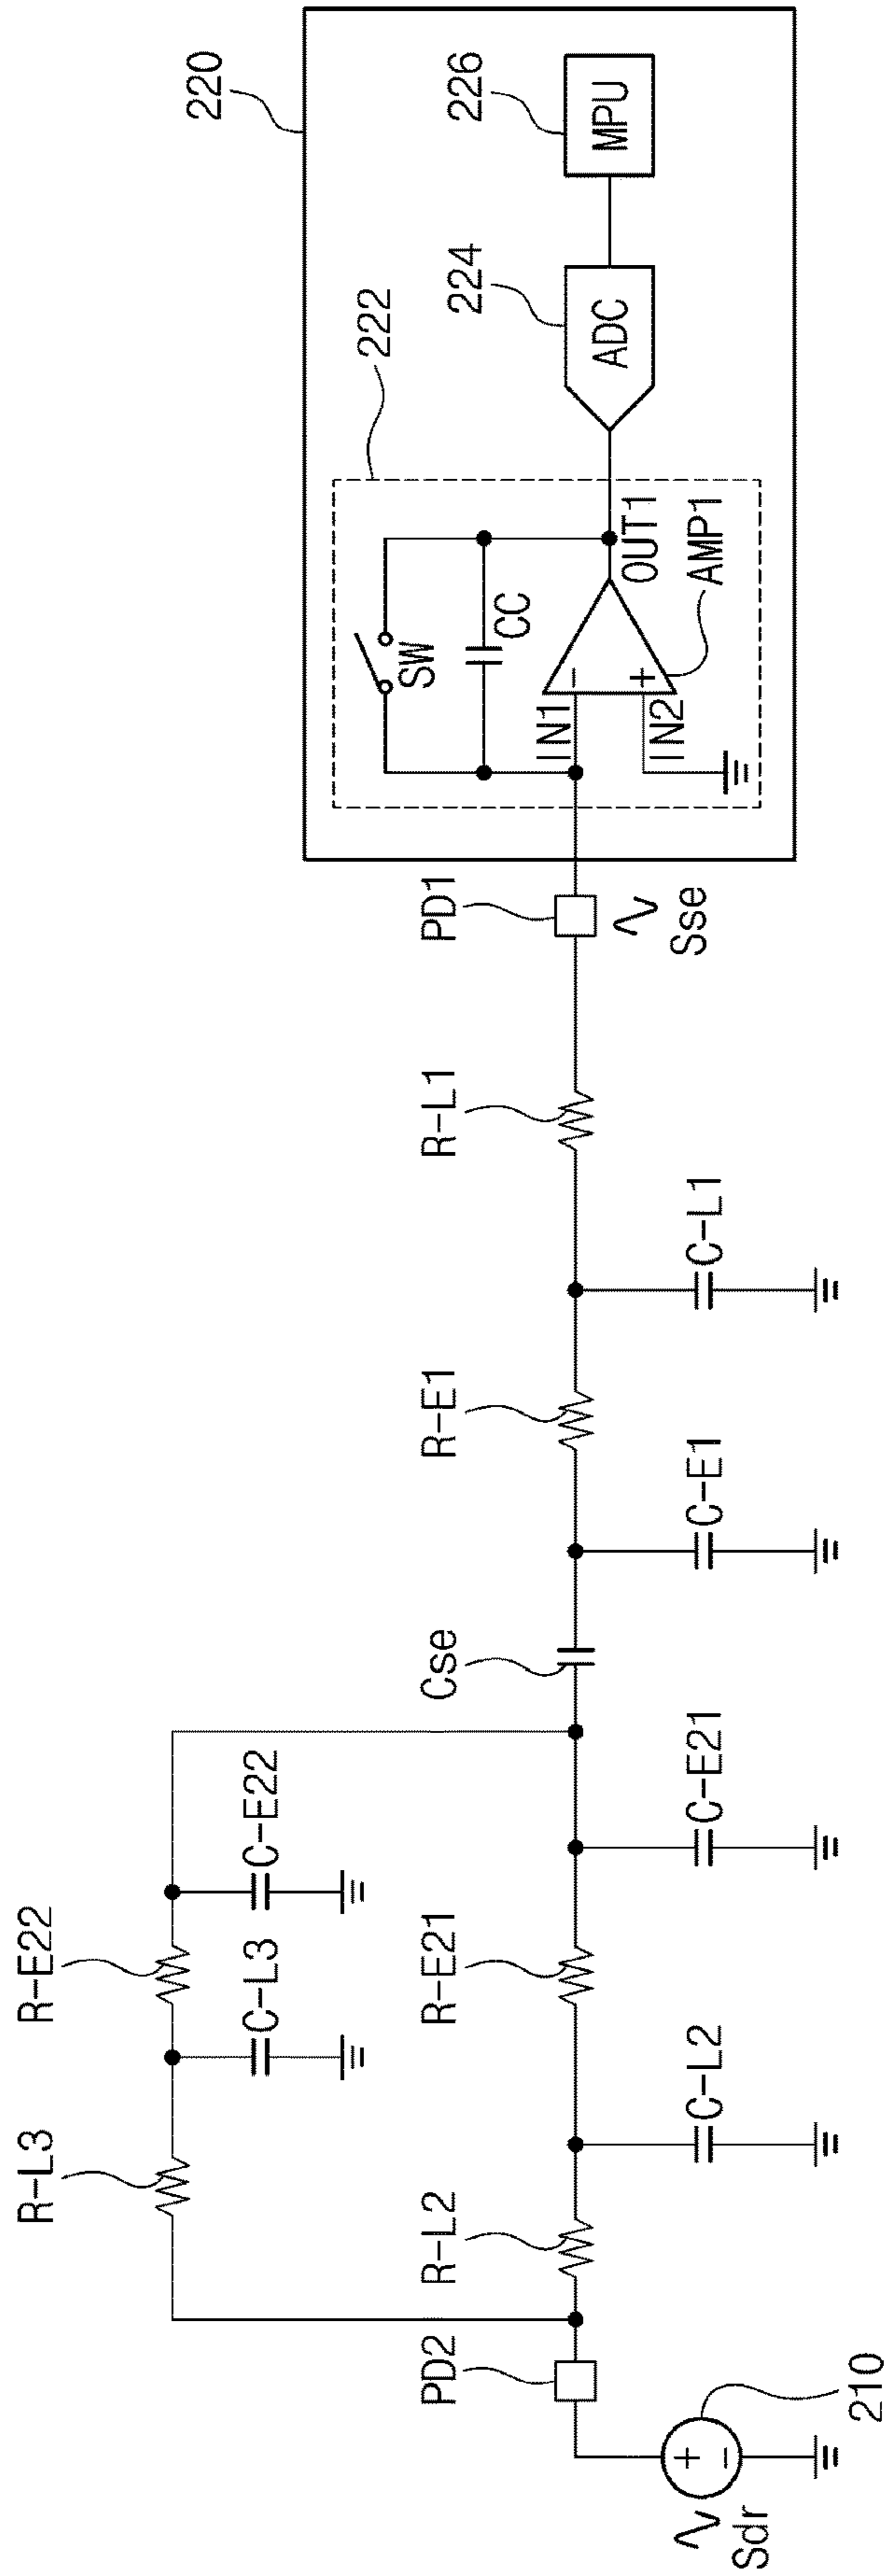 220
226
MPU
224
ADC
222
SW
CC
OUT1
AMP1
IN1
-
+
IN2
PD1
Sse
R-L1
C-L1
R-E1
C-E1
Cse
C-E22
C-E21
R-E22
C-L3
R-E21
R-L3
C-L2
R-L2
PD2
+
-
210
Sdr